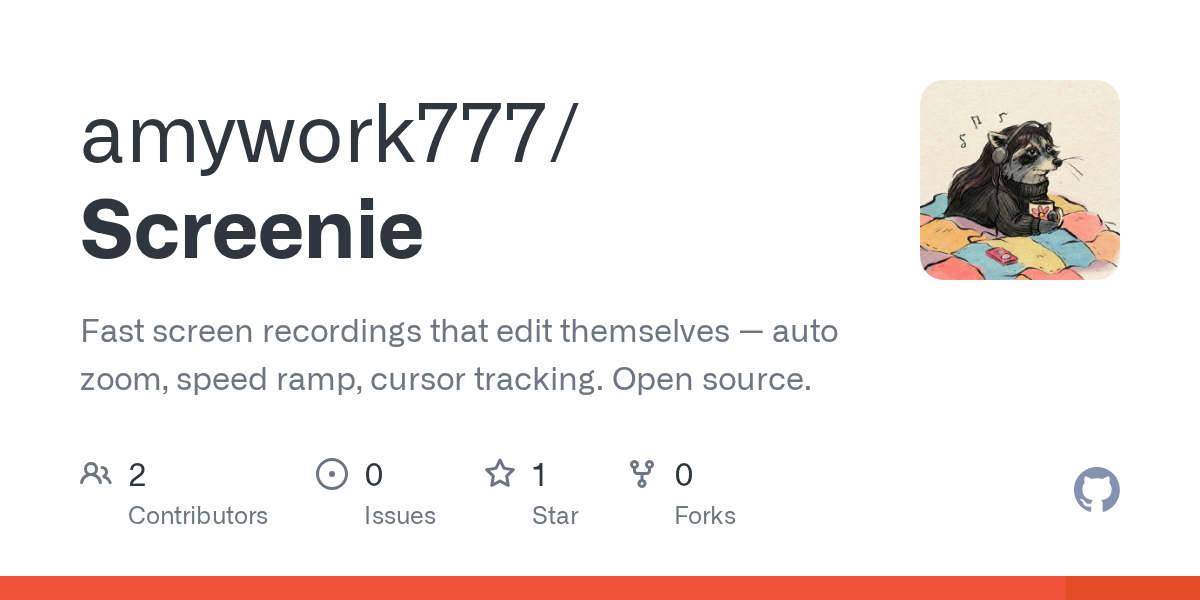 amywork777/
Screenie
Fast screen recordings that edit themselves — auto
zoom, speed ramp, cursor tracking. Open source.
2
Contributors
0
Issues
1
Star
0
Forks